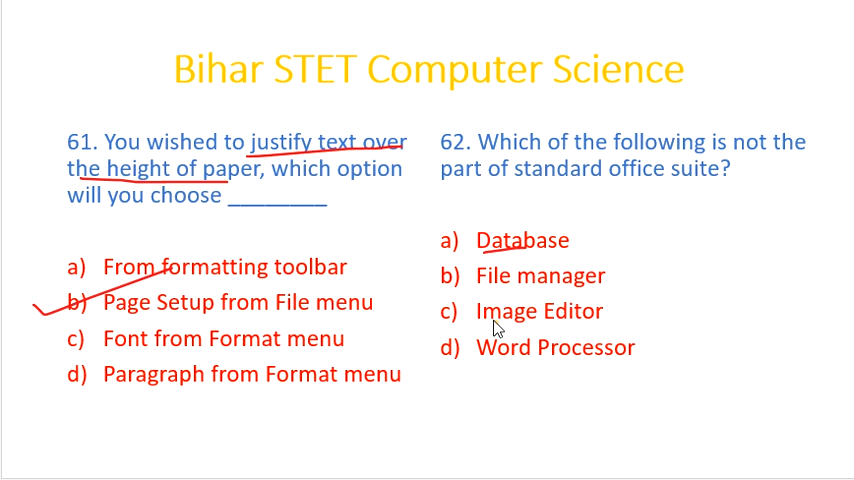 Bihar STET Computer Science
61. You wished to justify text over
the height of paper, which option
will you choose ________
a) From formatting toolbar
b) Page Setup from File menu
c) Font from Format menu
d) Paragraph from Format menu
62. Which of the following is not the
part of standard office suite?
a) Database
b) File manager
c) Image Editor
d) Word Processor